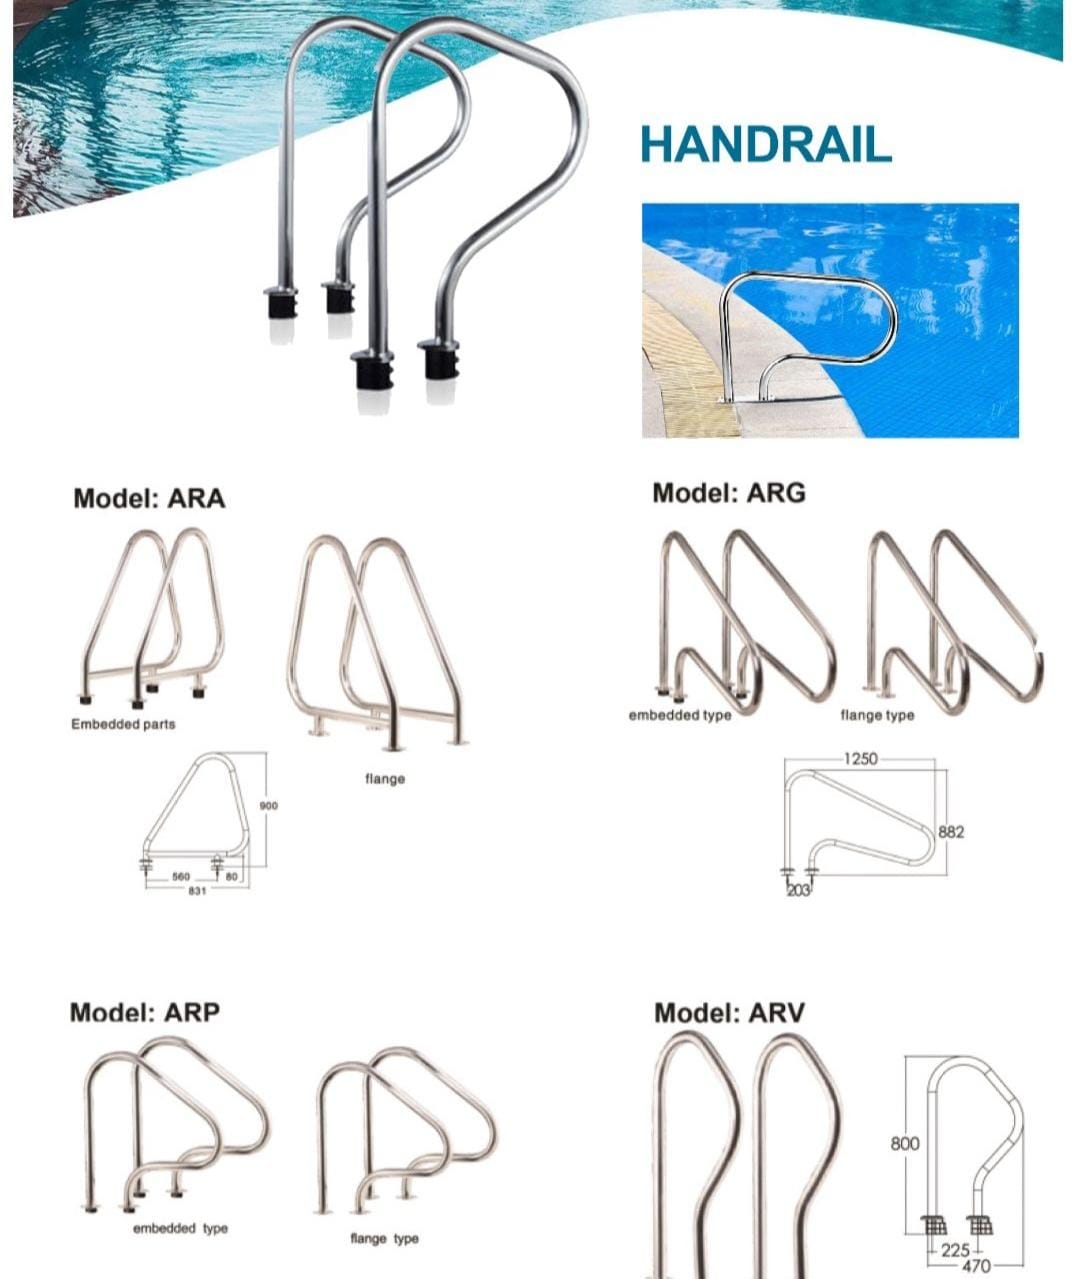 HANDRAIL
Model: ARA
Embedded parts
flange
900
560
80
831
Model: ARG
embedded type
flange type
1250
882
203
Model: ARP
embedded type
flange type
Model: ARV
800
225
470